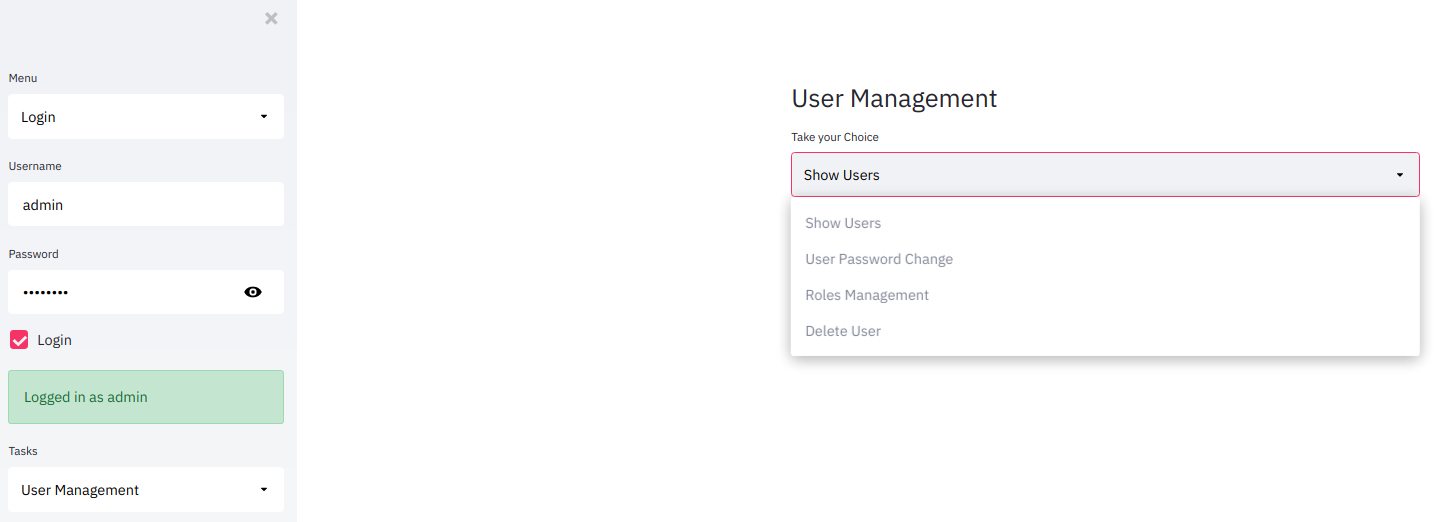 Menu
Login
Username
admin
Password
••••••••
Login
Logged in as admin
Tasks
User Management
User Management
Take your Choice
Show Users
Show Users
User Password Change
Roles Management
Delete User